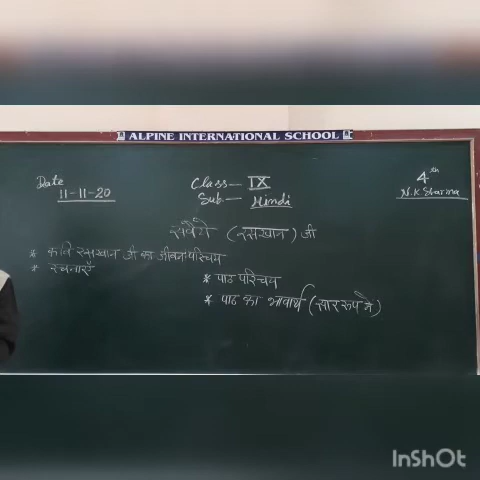 ALPINE INTERNATIONAL SCHOOL
Date
11-11-20
Class- IX
Sub.- Hindi
4th
N.K Sharma
सवैये (रसखान) जी
* कवि रसखान जी का जीवन परिचय
* रचनाएँ
* पाठ परिचय
* पाठ का भावार्थ (सार रूप में)
InShOt